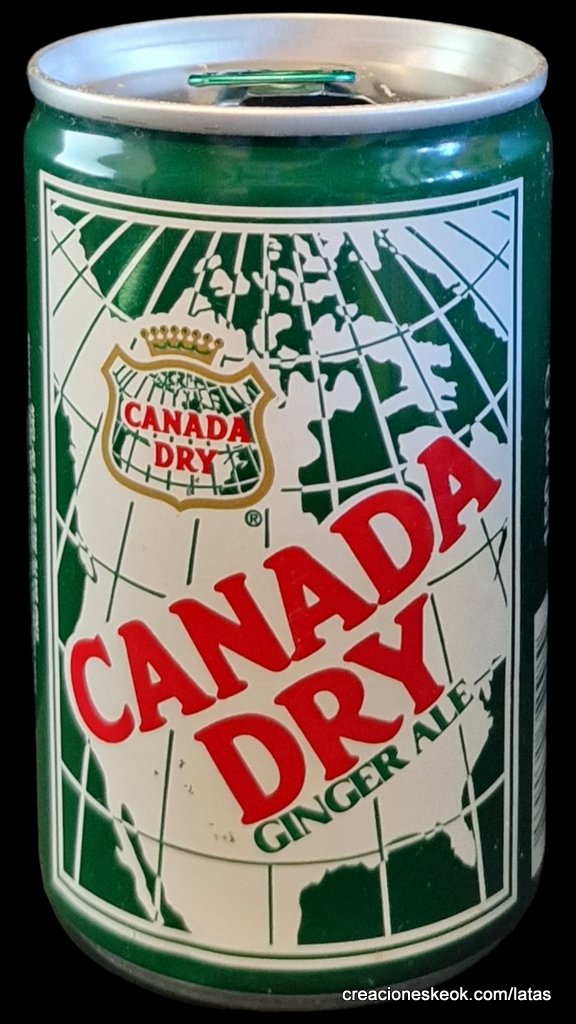 CANADA
DRY
®
CANADA
DRY
GINGER ALE
creacioneskeok.com/latas